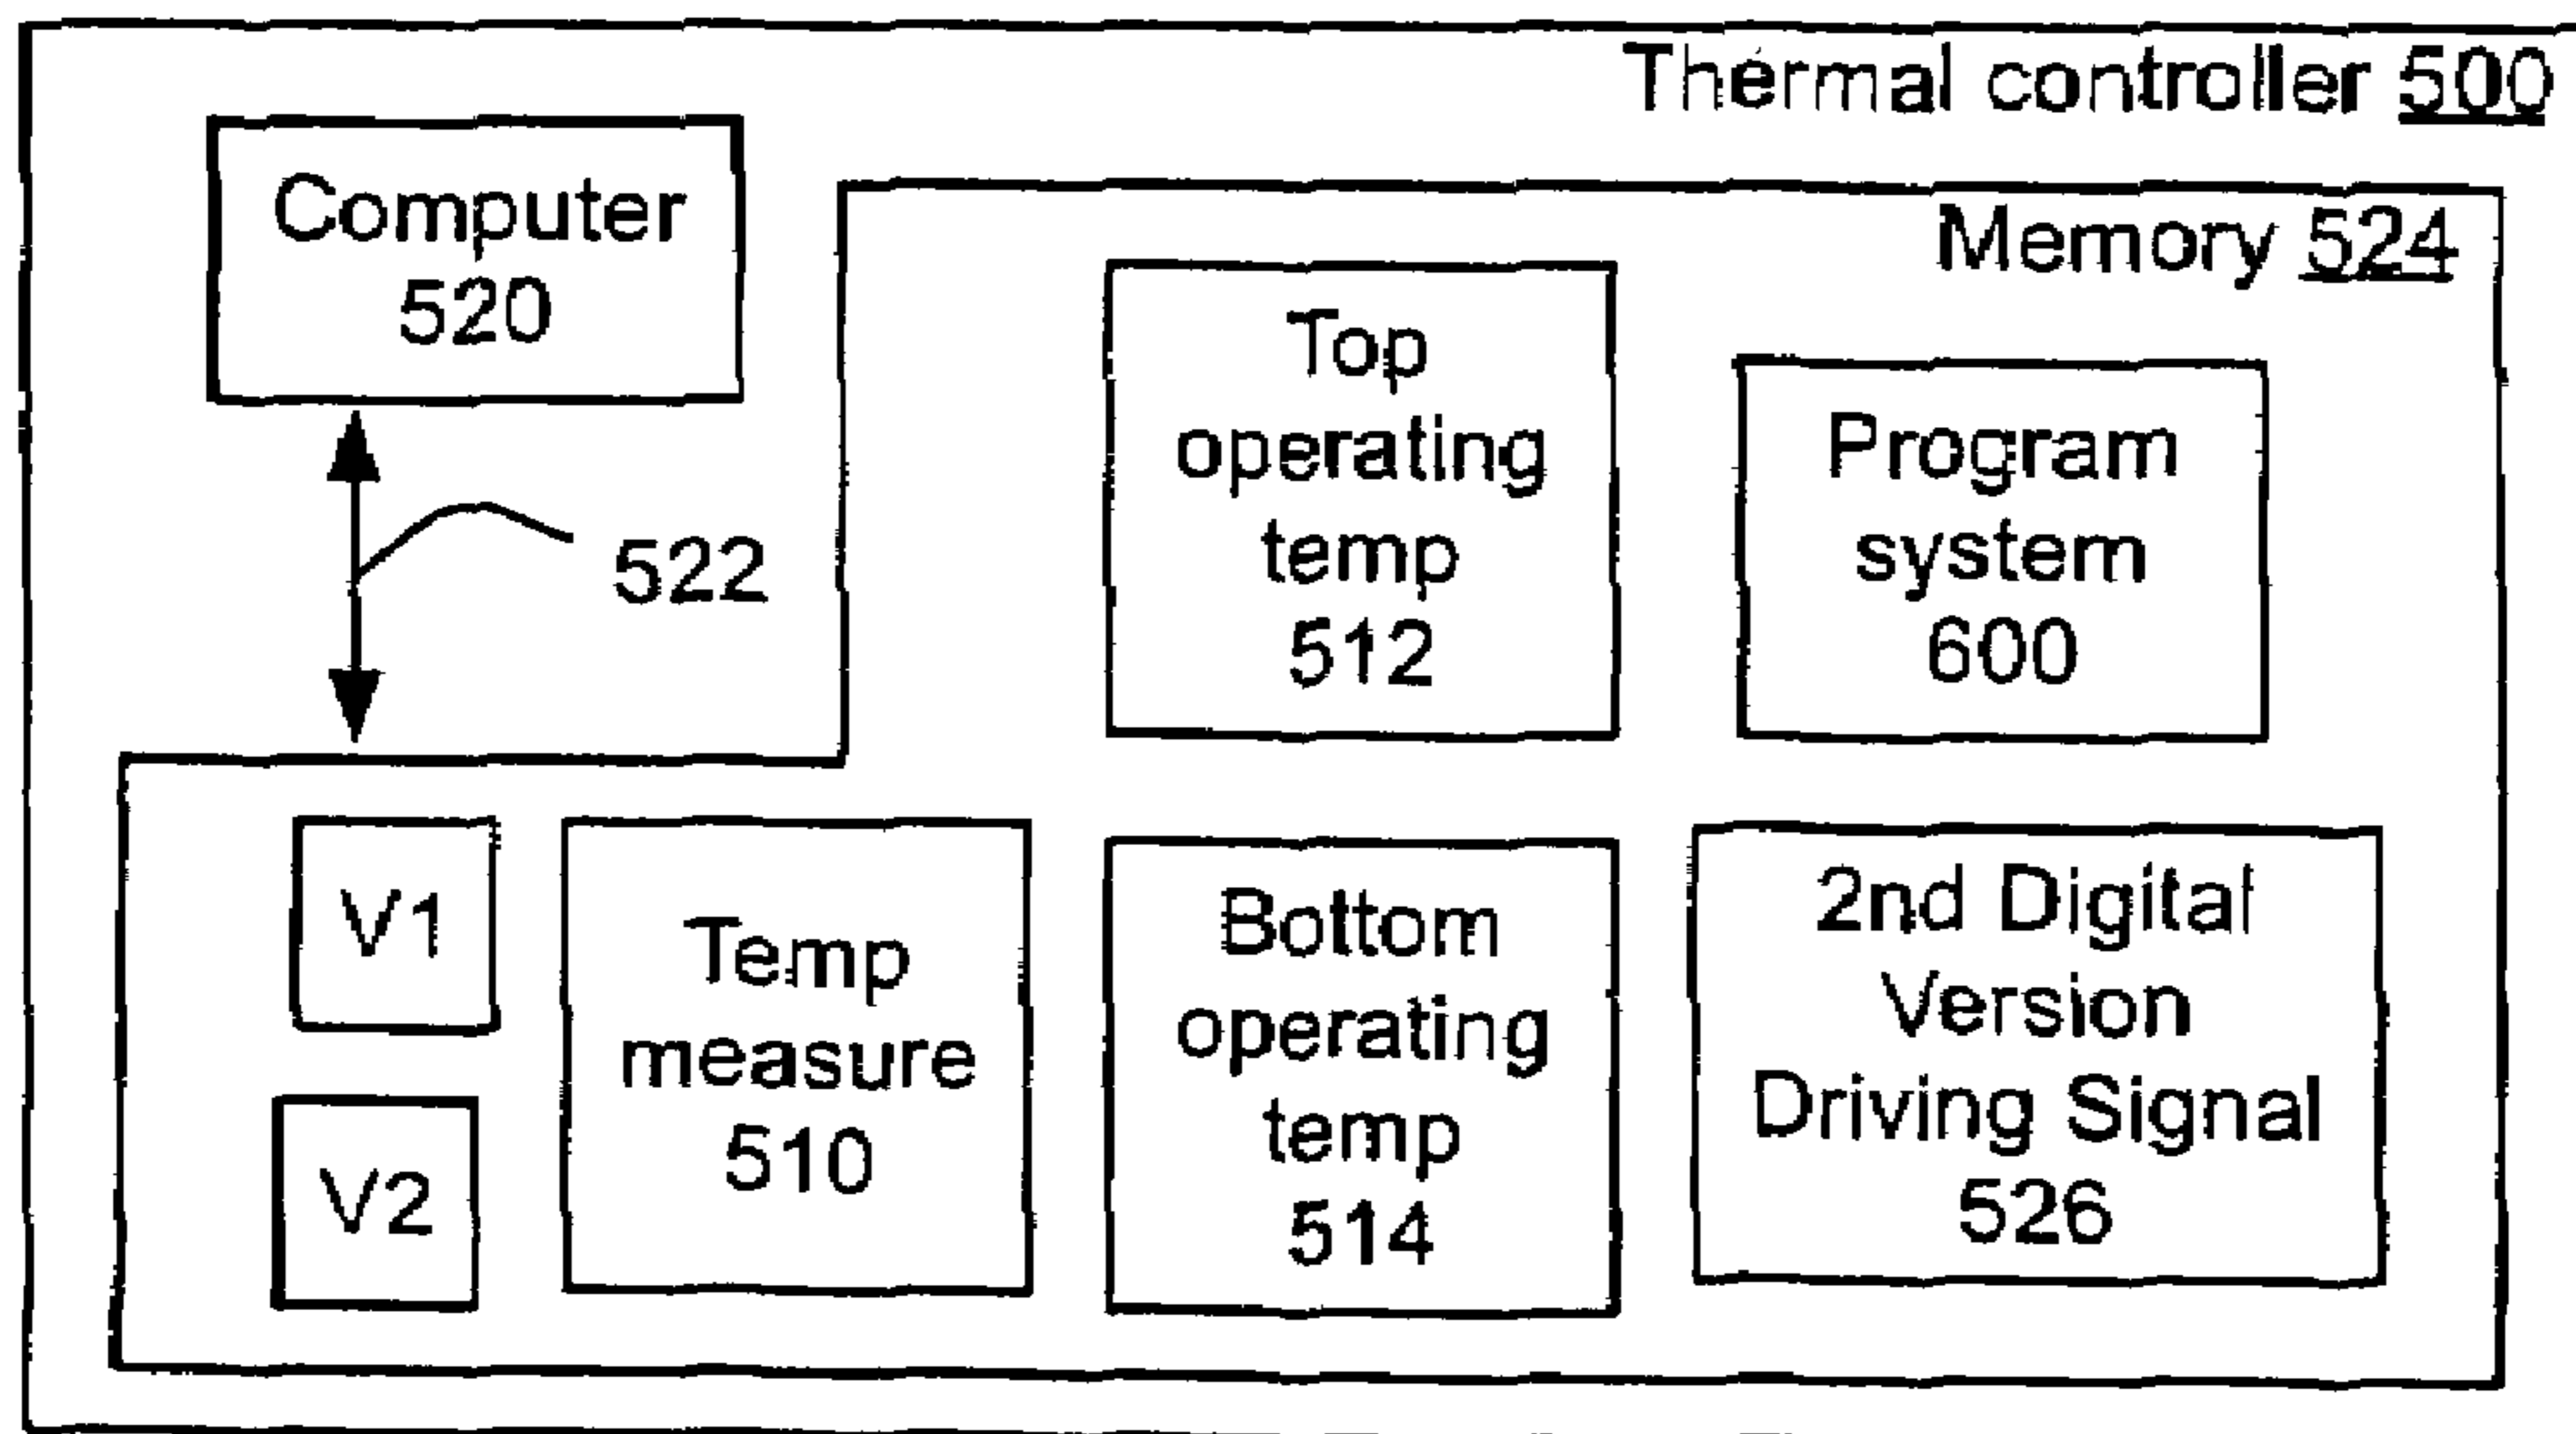 Thermal controller 500
Computer
520
522
Memory 524
Top
operating
temp
512
Program
system
600
V1
V2
Temp
measure
510
Bottom
operating
temp
514
2nd Digital
Version
Driving Signal
526